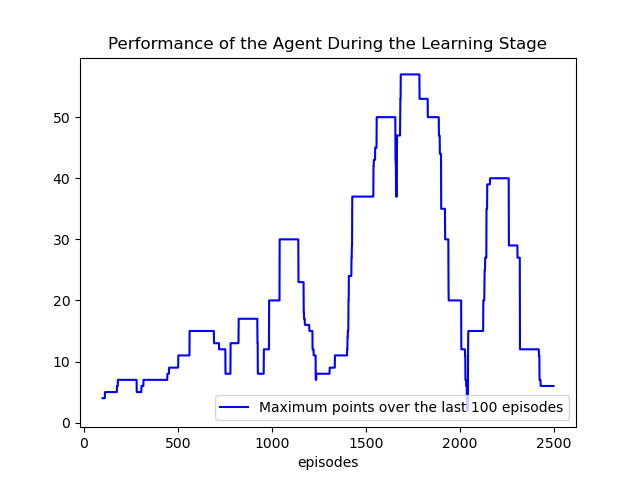 Performance of the Agent During the Learning Stage
50
40
30
20
10
0
Maximum points over the last 100 episodes
0 500 1000 1500 2000 2500
episodes